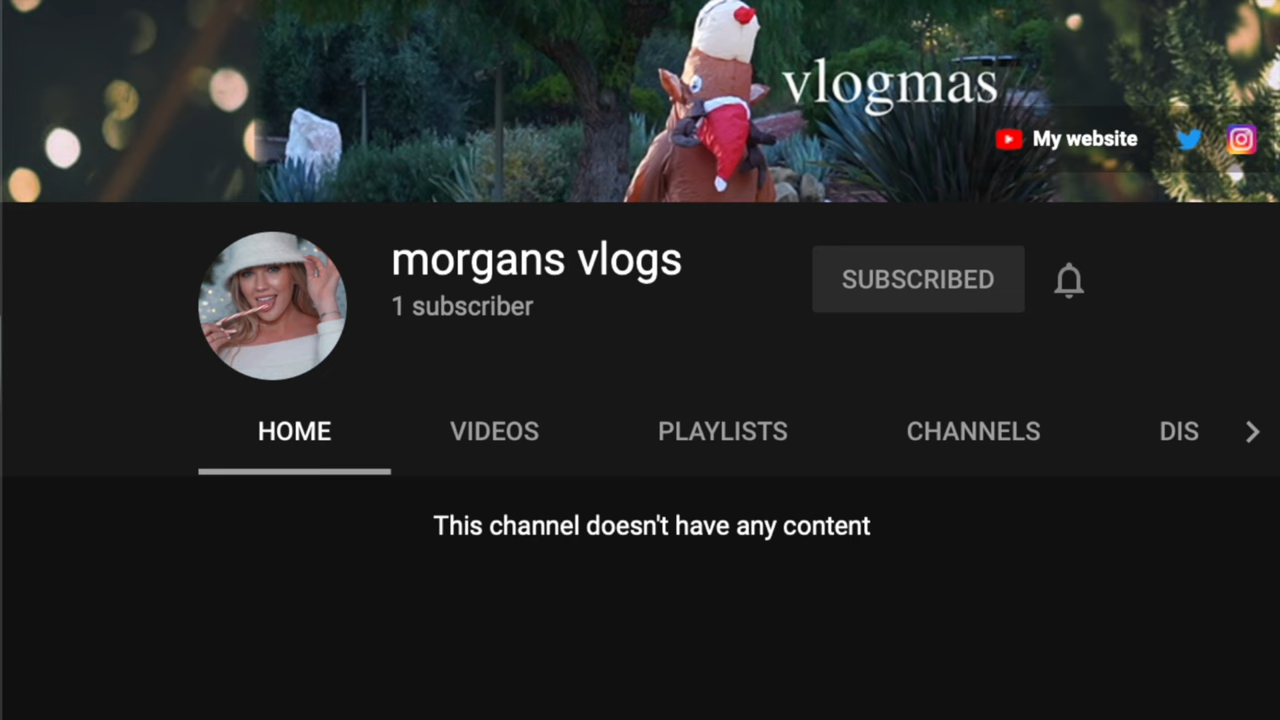 vlogmas
My website
morgans vlogs
1 subscriber
SUBSCRIBED
HOME VIDEOS PLAYLISTS CHANNELS DIS
This channel doesn't have any content